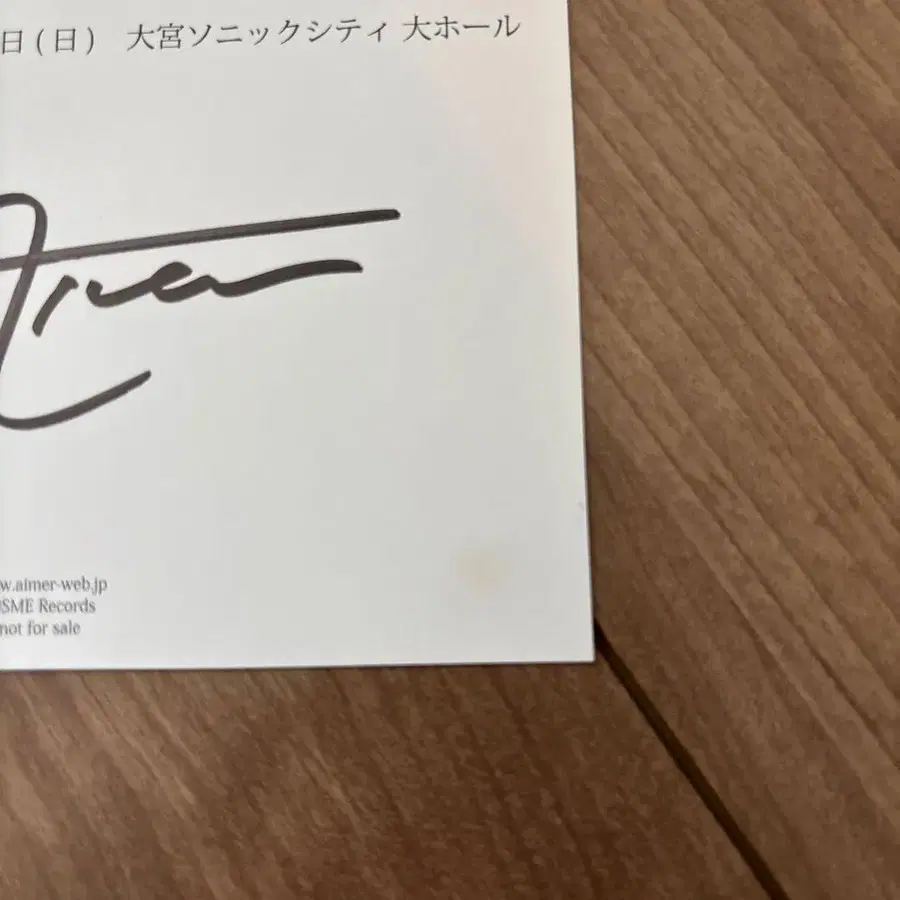 日(日) 大宮ソニックシティ 大ホール
w.aimer-web.jp
SME Records
not for sale